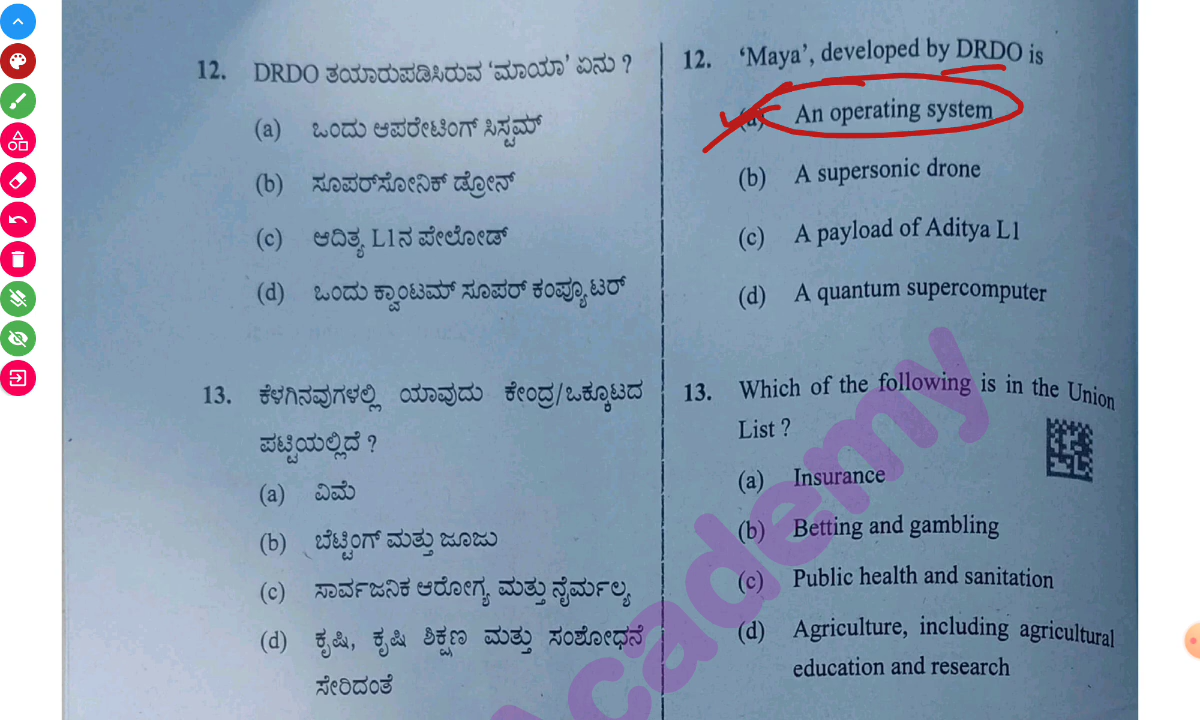 12. DRDO ತಯಾರುಪಡಿಸಿರುವ ‘ಮಾಯಾ’ ಏನು ?
(a) ಒಂದು ಆಪರೇಟಿಂಗ್ ಸಿಸ್ಟಮ್
(b) ಸೂಪರ್‌ಸೋನಿಕ್ ಡ್ರೋನ್
(c) ಆದಿತ್ಯ L1ನ ಪೇಲೋಡ್
(d) ಒಂದು ಕ್ವಾಂಟಮ್ ಸೂಪರ್ ಕಂಪ್ಯೂಟರ್
13. ಕೆಳಗಿನವುಗಳಲ್ಲಿ ಯಾವುದು ಕೇಂದ್ರ/ಒಕ್ಕೂಟದ
ಪಟ್ಟಿಯಲ್ಲಿದೆ ?
(a) ವಿಮೆ
(b) ಬೆಟ್ಟಿಂಗ್ ಮತ್ತು ಜೂಜು
(c) ಸಾರ್ವಜನಿಕ ಆರೋಗ್ಯ ಮತ್ತು ನೈರ್ಮಲ್ಯ
(d) ಕೃಷಿ, ಕೃಷಿ ಶಿಕ್ಷಣ ಮತ್ತು ಸಂಶೋಧನೆ
ಸೇರಿದಂತೆ
12. ‘Maya’, developed by DRDO is
(a) An operating system
(b) A supersonic drone
(c) A payload of Aditya L1
(d) A quantum supercomputer
13. Which of the following is in the Union
List ?
(a) Insurance
(b) Betting and gambling
(c) Public health and sanitation
(d) Agriculture, including agricultural
education and research
cademy